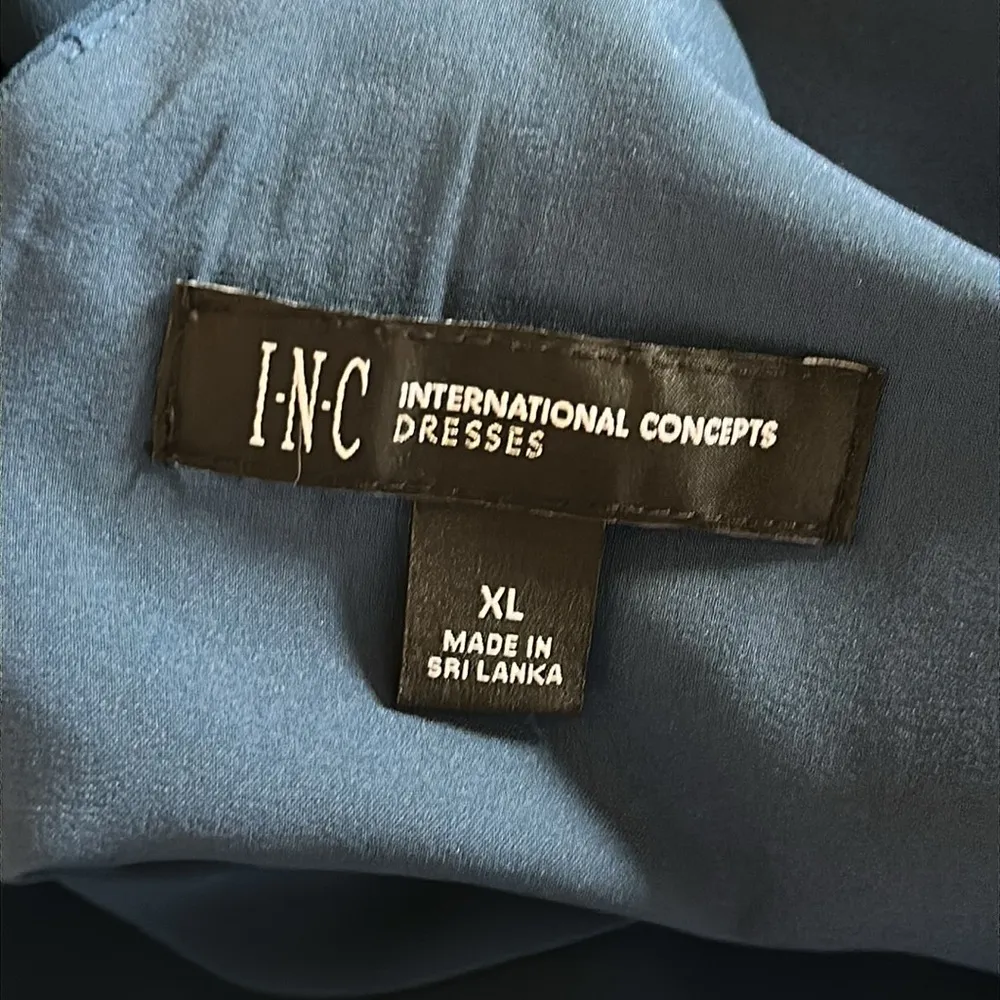 I·N·C INTERNATIONAL CONCEPTS
DRESSES
XL
MADE IN
SRI LANKA